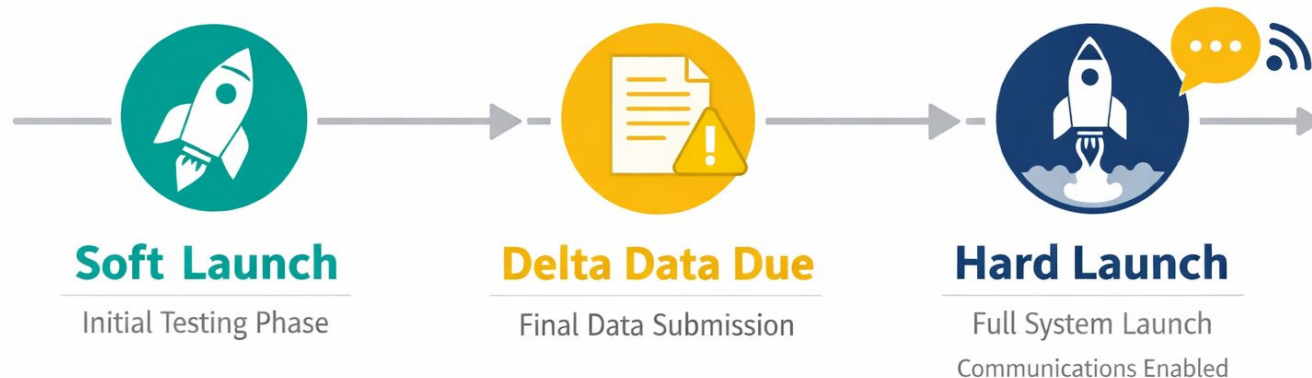 Soft Launch
Initial Testing Phase
Delta Data Due
Final Data Submission
Hard Launch
Full System Launch
Communications Enabled